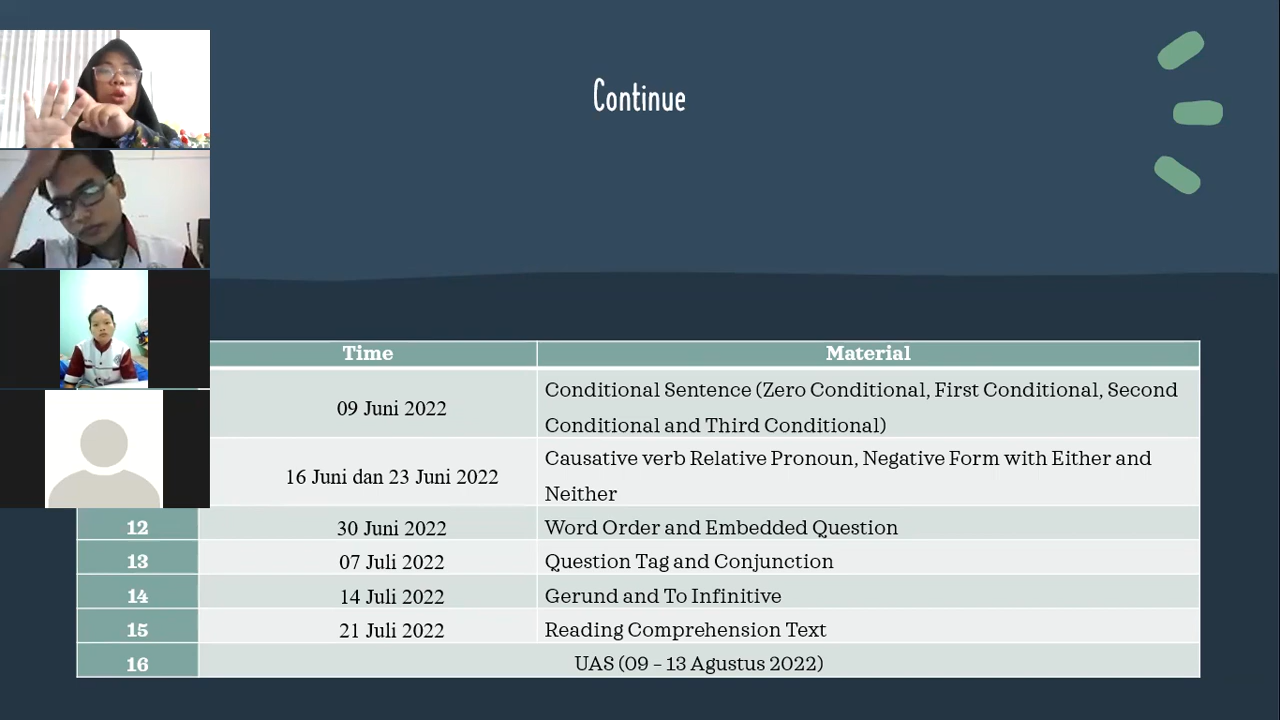 Continue
Time Material
09 Juni 2022 Conditional Sentence (Zero Conditional, First Conditional, Second
Conditional and Third Conditional)
16 Juni dan 23 Juni 2022 Causative verb Relative Pronoun, Negative Form with Either and
Neither
12 30 Juni 2022 Word Order and Embedded Question
13 07 Juli 2022 Question Tag and Conjunction
14 14 Juli 2022 Gerund and To Infinitive
15 21 Juli 2022 Reading Comprehension Text
16 UAS (09 – 13 Agustus 2022)